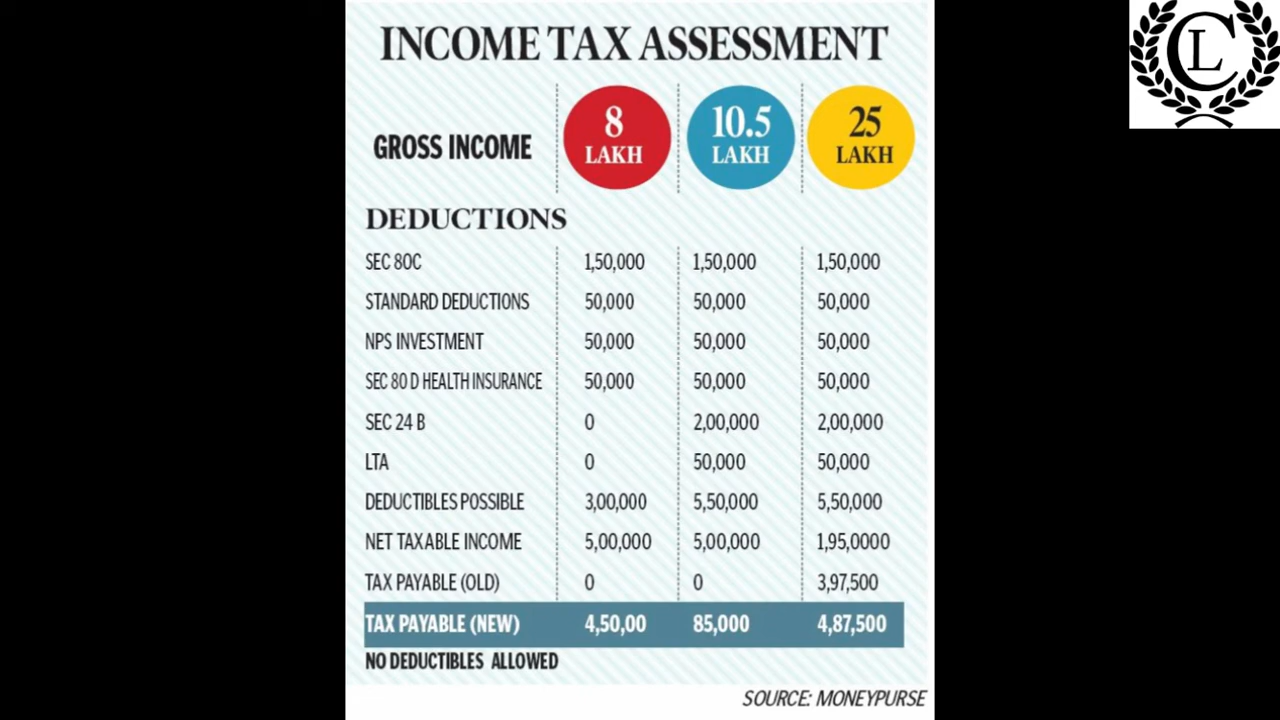 INCOME TAX ASSESSMENT
GROSS INCOME 8 LAKH 10.5 LAKH 25 LAKH
DEDUCTIONS
SEC 80C 1,50,000 1,50,000 1,50,000
STANDARD DEDUCTIONS 50,000 50,000 50,000
NPS INVESTMENT 50,000 50,000 50,000
SEC 80 D HEALTH INSURANCE 50,000 50,000 50,000
SEC 24 B 0 2,00,000 2,00,000
LTA 0 50,000 50,000
DEDUCTIBLES POSSIBLE 3,00,000 5,50,000 5,50,000
NET TAXABLE INCOME 5,00,000 5,00,000 1,95,0000
TAX PAYABLE (OLD) 0 0 3,97,500
TAX PAYABLE (NEW) 4,50,00 85,000 4,87,500
NO DEDUCTIBLES ALLOWED
SOURCE: MONEYPURSE
CL